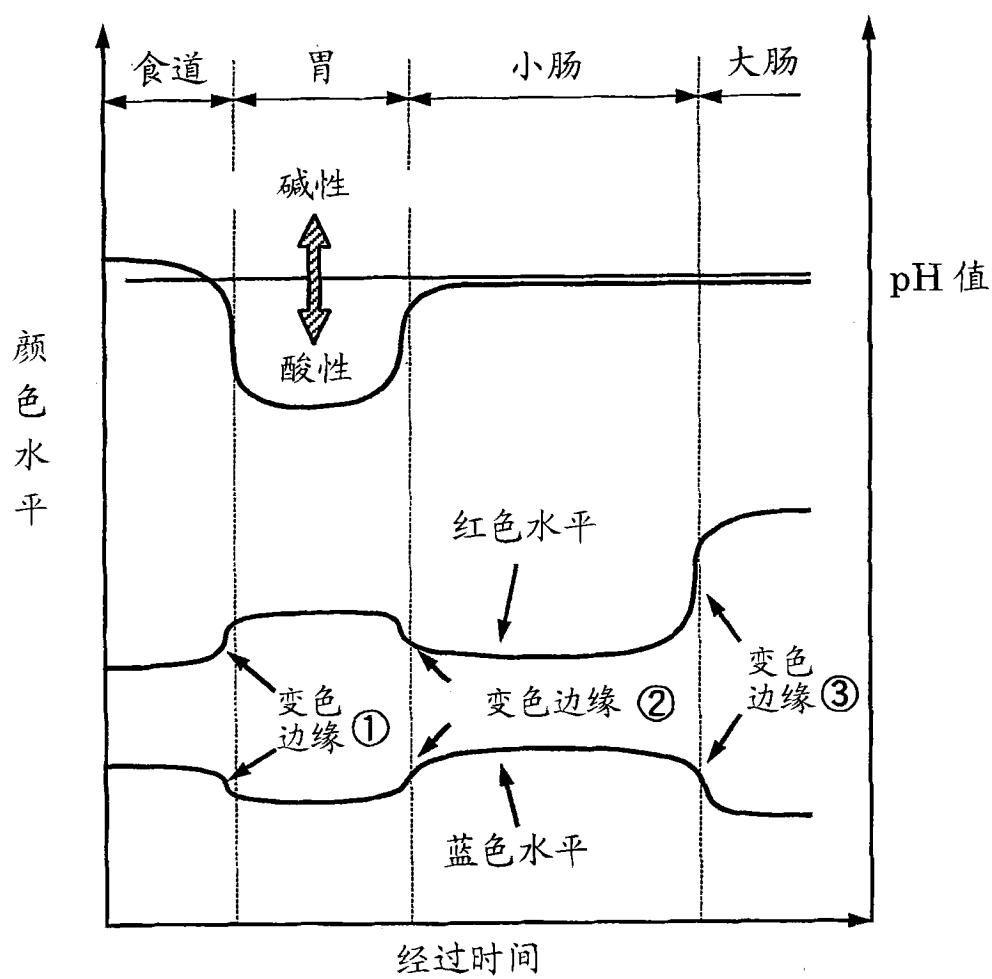 食道 胃 小肠 大肠
碱性
酸性
pH 值
颜
色
水
平
红色水平
变色
边缘①
变色边缘 ②
变色
边缘③
蓝色水平
经过时间